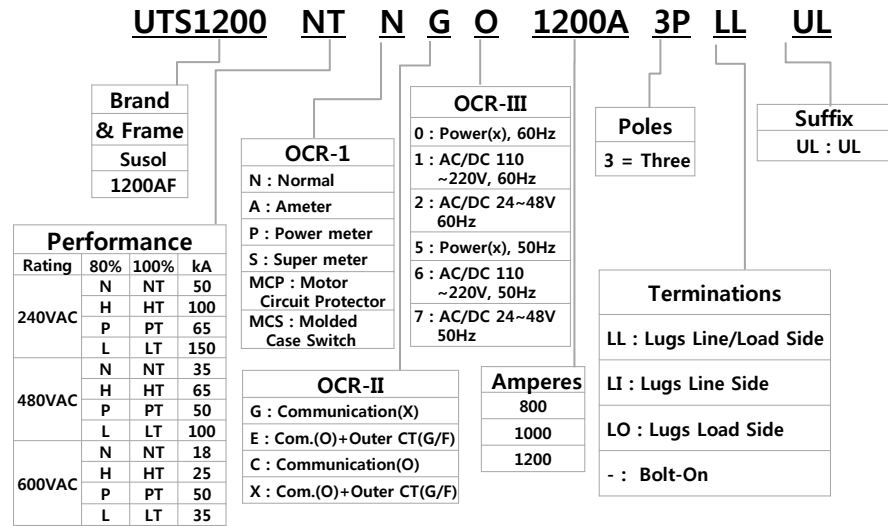 UTS1200 NT N G O 1200A 3P LL UL
Brand
& Frame
Susol
1200AF
OCR-1
N : Normal
A : Ameter
P : Power meter
S : Super meter
MCP : Motor
Circuit Protector
MCS : Molded
Case Switch
OCR-III
0 : Power(x), 60Hz
1 : AC/DC 110
~220V, 60Hz
2 : AC/DC 24~48V
60Hz
5 : Power(x), 50Hz
6 : AC/DC 110
~220V, 50Hz
7 : AC/DC 24~48V
50Hz
Poles
3 = Three
Suffix
UL : UL
Performance
Rating 80% 100% kA
240VAC
N NT 50
H HT 100
P PT 65
L LT 150
480VAC
N NT 35
H HT 65
P PT 50
L LT 100
600VAC
N NT 18
H HT 25
P PT 50
L LT 35
OCR-II
G : Communication(X)
E : Com.(O)+Outer CT(G/F)
C : Communication(O)
X : Com.(O)+Outer CT(G/F)
Amperes
800
1000
1200
Terminations
LL : Lugs Line/Load Side
LI : Lugs Line Side
LO : Lugs Load Side
- : Bolt-On